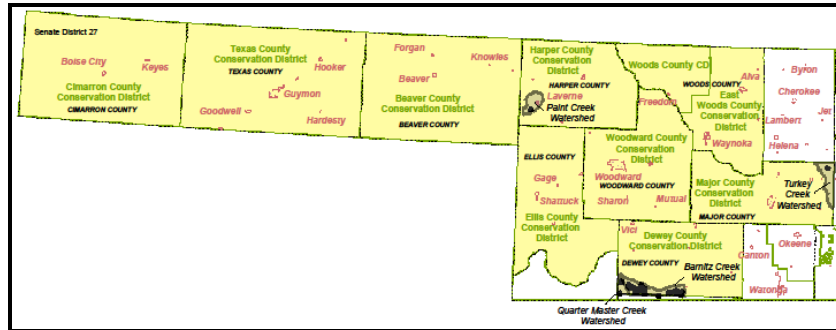 Senate District 27
Boise City
Keyes
Cimarron County
Conservation District
CIMARRON COUNTY
Texas County
Conservation District
TEXAS COUNTY
Hooker
Guymon
Goodwell
Hardesty
Forgan
Knowles
Beaver
Beaver County
Conservation District
BEAVER COUNTY
Harper County
Conservation
District
HARPER COUNTY
Laverne
Paint Creek
Watershed
Woods County CD
WOODS COUNTY
Alva
East
Woods County
Conservation
District
Freedom
Waynoka
Byron
Cherokee
Jet
Lambert
Helena
Turkey
Creek
Watershed
ELLIS COUNTY
Gage
Shattuck
Ellis County
Conservation
District
Woodward County
Conservation
District
Woodward
WOODWARD COUNTY
Sharon
Mutual
Major County
Conservation
District
MAJOR COUNTY
Vici
Dewey County
Conservation District
DEWEY COUNTY
Barnitz Creek
Watershed
Canton
Okeene
Watonga
Quarter Master Creek
Watershed